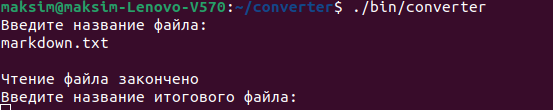 maksim@maksim-Lenovo-V570:~/converter$ ./bin/converter
Введите название файла:
markdown.txt
Чтение файла закончено
Введите название итогового файла: